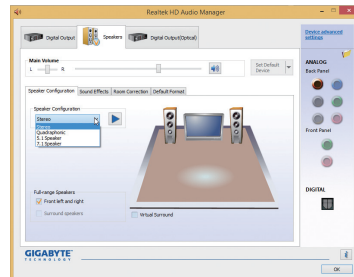 Realtek HD Audio Manager
Digital Output
Speakers
Digital Output(Optical)
Device advanced settings
Main Volume
L
R
Set Default Device
ANALOG
Back Panel
Speaker Configuration
Sound Effects
Room Correction
Default Format
Speaker Configuration
Stereo
Stereo
Quadraphonic
5.1 Speaker
7.1 Speaker
Front Panel
Full-range Speakers
Front left and right
Surround speakers
Virtual Surround
DIGITAL
GIGABYTE
TECHNOLOGY
i
OK